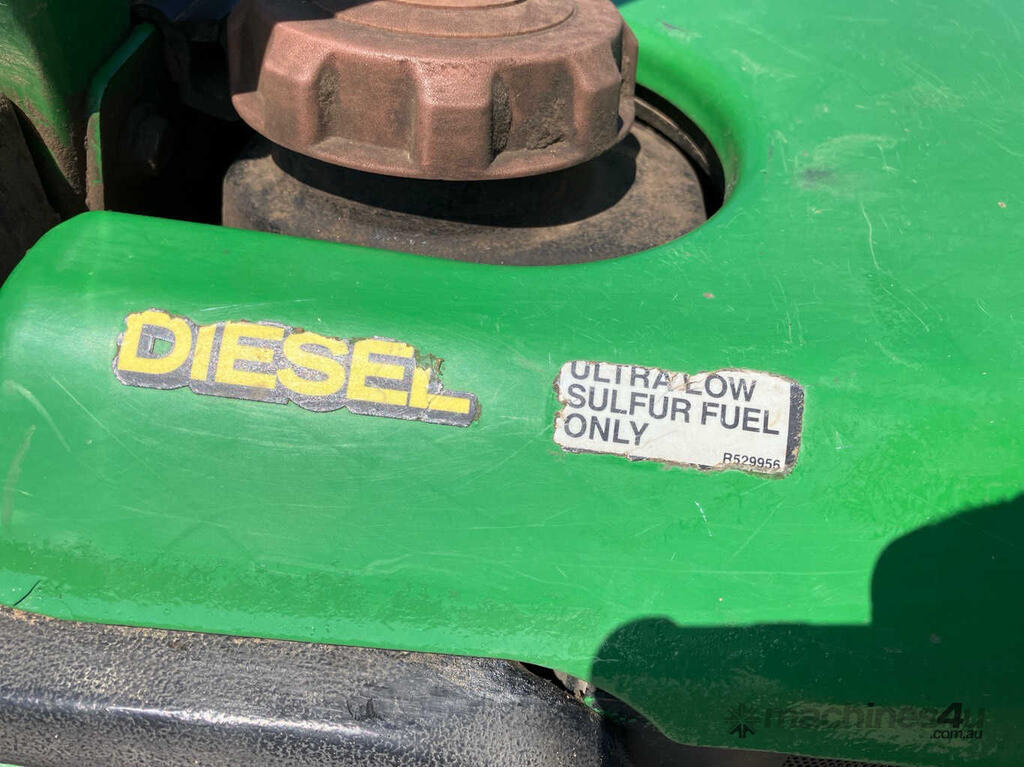 DIESEL
ULTRA LOW
SULFUR FUEL
ONLY
R529956
machines4u
.com.au